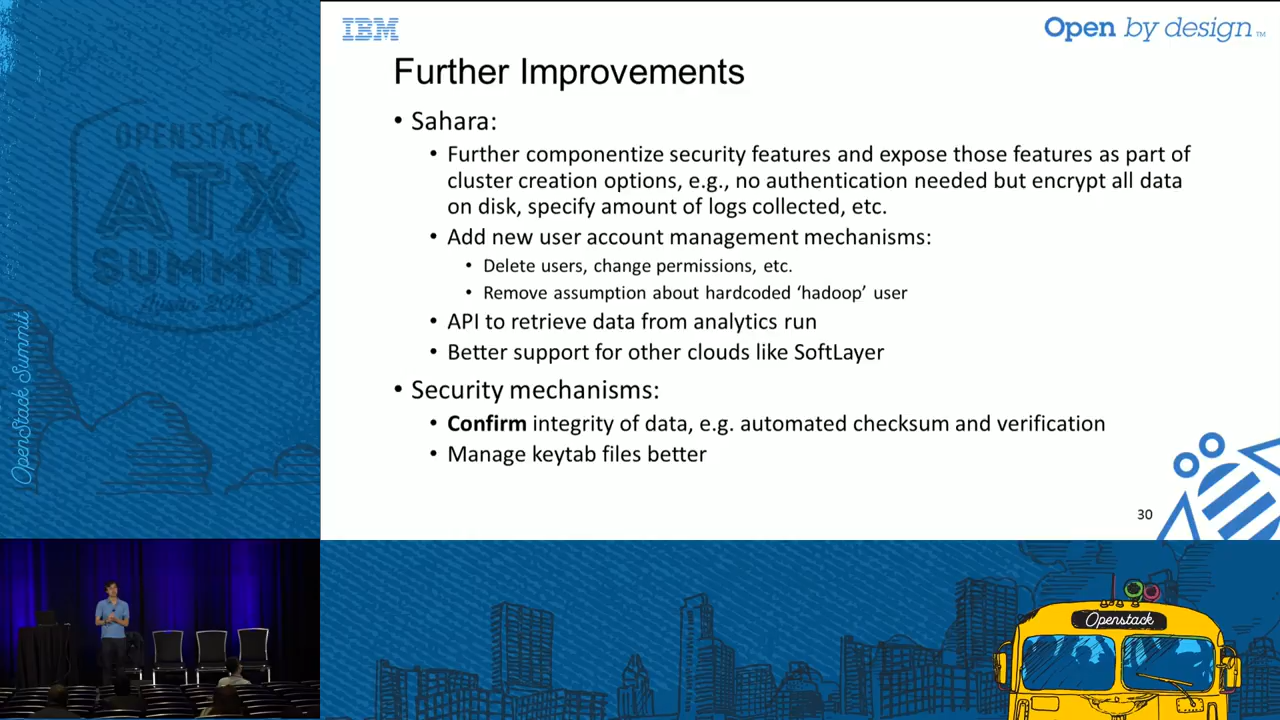 IBM
Open by design™
Further Improvements
• Sahara:
• Further componentize security features and expose those features as part of
cluster creation options, e.g., no authentication needed but encrypt all data
on disk, specify amount of logs collected, etc.
• Add new user account management mechanisms:
• Delete users, change permissions, etc.
• Remove assumption about hardcoded ‘hadoop’ user
• API to retrieve data from analytics run
• Better support for other clouds like SoftLayer
• Security mechanisms:
• Confirm integrity of data, e.g. automated checksum and verification
• Manage keytab files better
30
OPENSTACK
ATX
SUMMIT
OpenStack Summit
Openstack